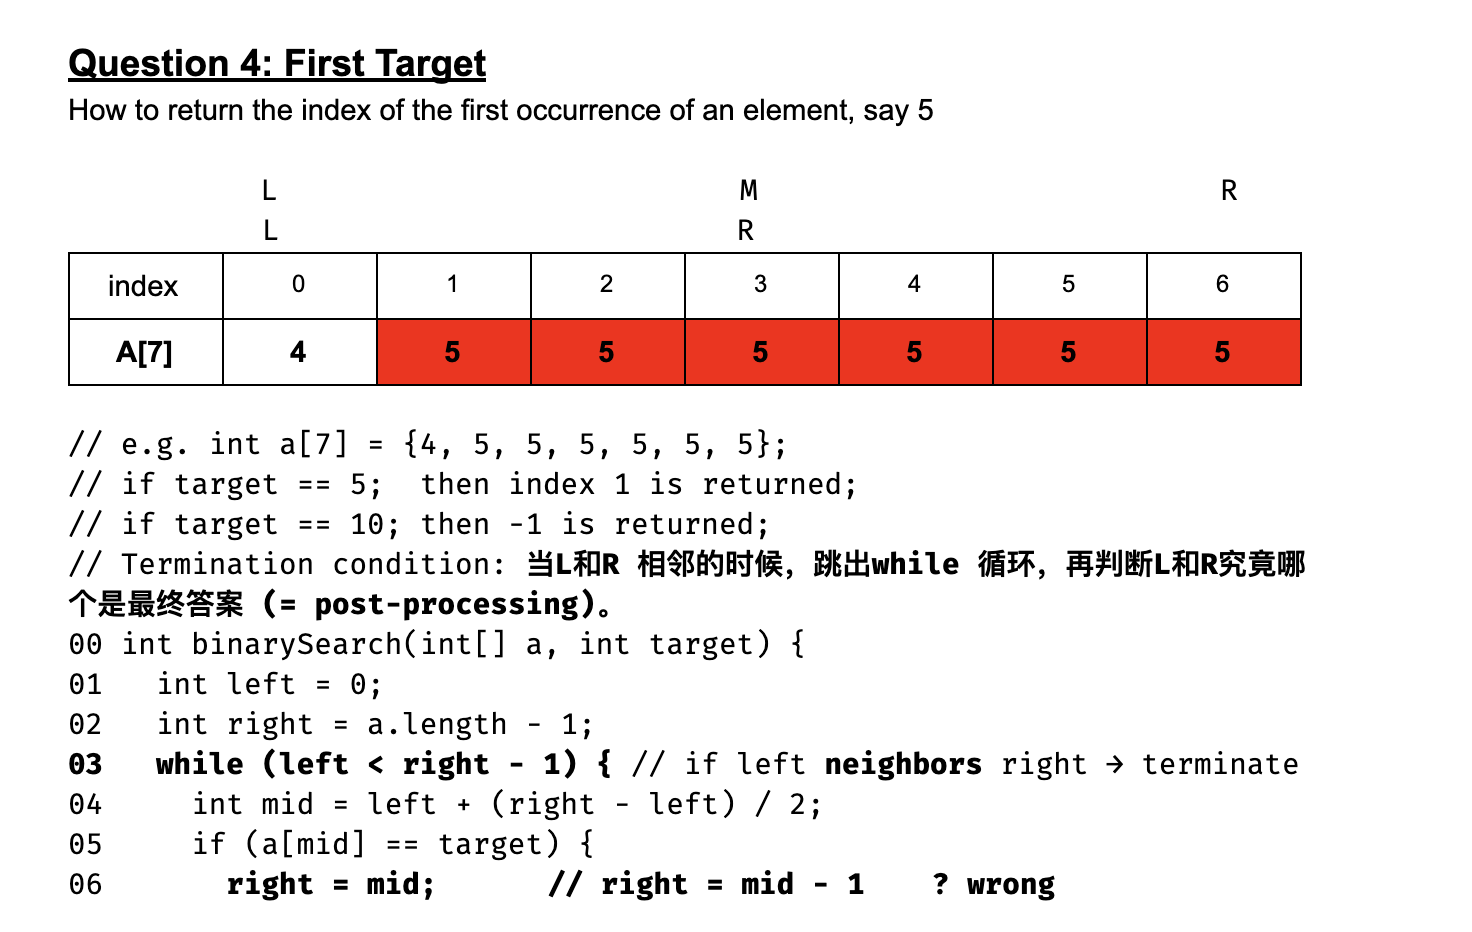 Question 4: First Target
How to return the index of the first occurrence of an element, say 5
L M R
L R
index 0 1 2 3 4 5 6
A[7] 4 5 5 5 5 5 5
// e.g. int a[7] = {4, 5, 5, 5, 5, 5, 5};
// if target == 5;  then index 1 is returned;
// if target == 10; then -1 is returned;
// Termination condition: 当L和R 相邻的时候，跳出while 循环，再判断L和R究竟哪
个是最终答案 (= post-processing)。
00 int binarySearch(int[] a, int target) {
01   int left = 0;
02   int right = a.length - 1;
03   while (left < right - 1) { // if left neighbors right → terminate
04     int mid = left + (right - left) / 2;
05     if (a[mid] == target) {
06       right = mid;       // right = mid - 1    ? wrong